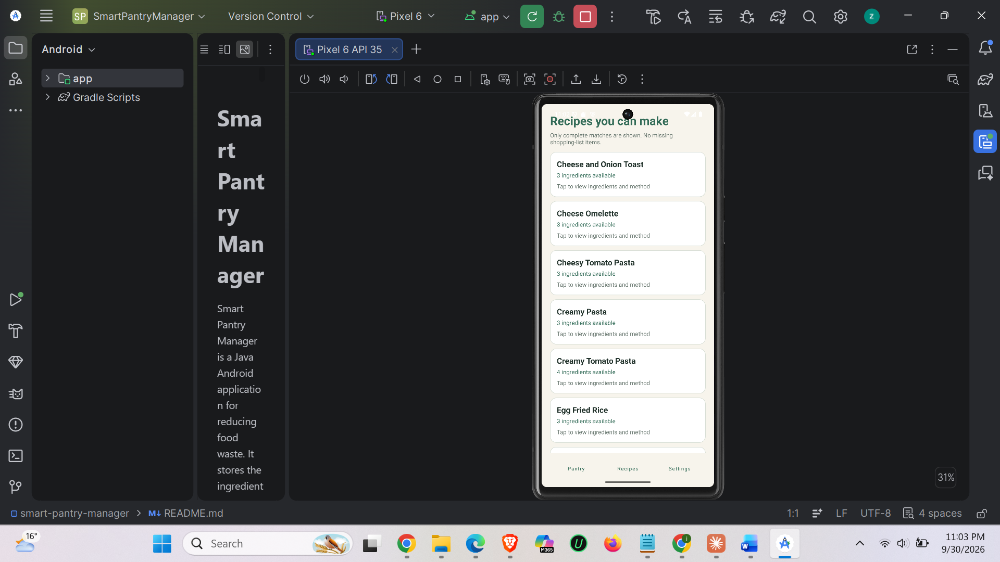 SP SmartPantryManager
Version Control
Pixel 6
app
Z
Android
app
Gradle Scripts
Sma
rt
Pant
ry
Man
ager
Smart
Pantry
Manager
is a Java
Android
applicatio
n for
reducing
food
waste. It
stores the
ingredient
Pixel 6 API 35
Recipes you can make
Only complete matches are shown. No missing
shopping-list items.
Cheese and Onion Toast
3 ingredients available
Tap to view ingredients and method
Cheese Omelette
3 ingredients available
Tap to view ingredients and method
Cheesy Tomato Pasta
3 ingredients available
Tap to view ingredients and method
Creamy Pasta
3 ingredients available
Tap to view ingredients and method
Creamy Tomato Pasta
4 ingredients available
Tap to view ingredients and method
Egg Fried Rice
3 ingredients available
Tap to view ingredients and method
Pantry Recipes Settings
31%
smart-pantry-manager > M↓ README.md
1:1 LF UTF-8 4 spaces
16°
Search
M365
11:03 PM
9/30/2026